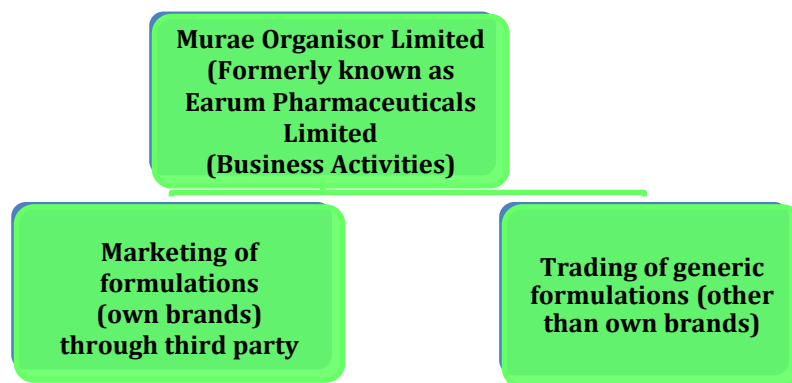 Murae Organisor Limited
(Formerly known as
Earum Pharmaceuticals
Limited
(Business Activities)
Marketing of
formulations
(own brands)
through third party
Trading of generic
formulations (other
than own brands)